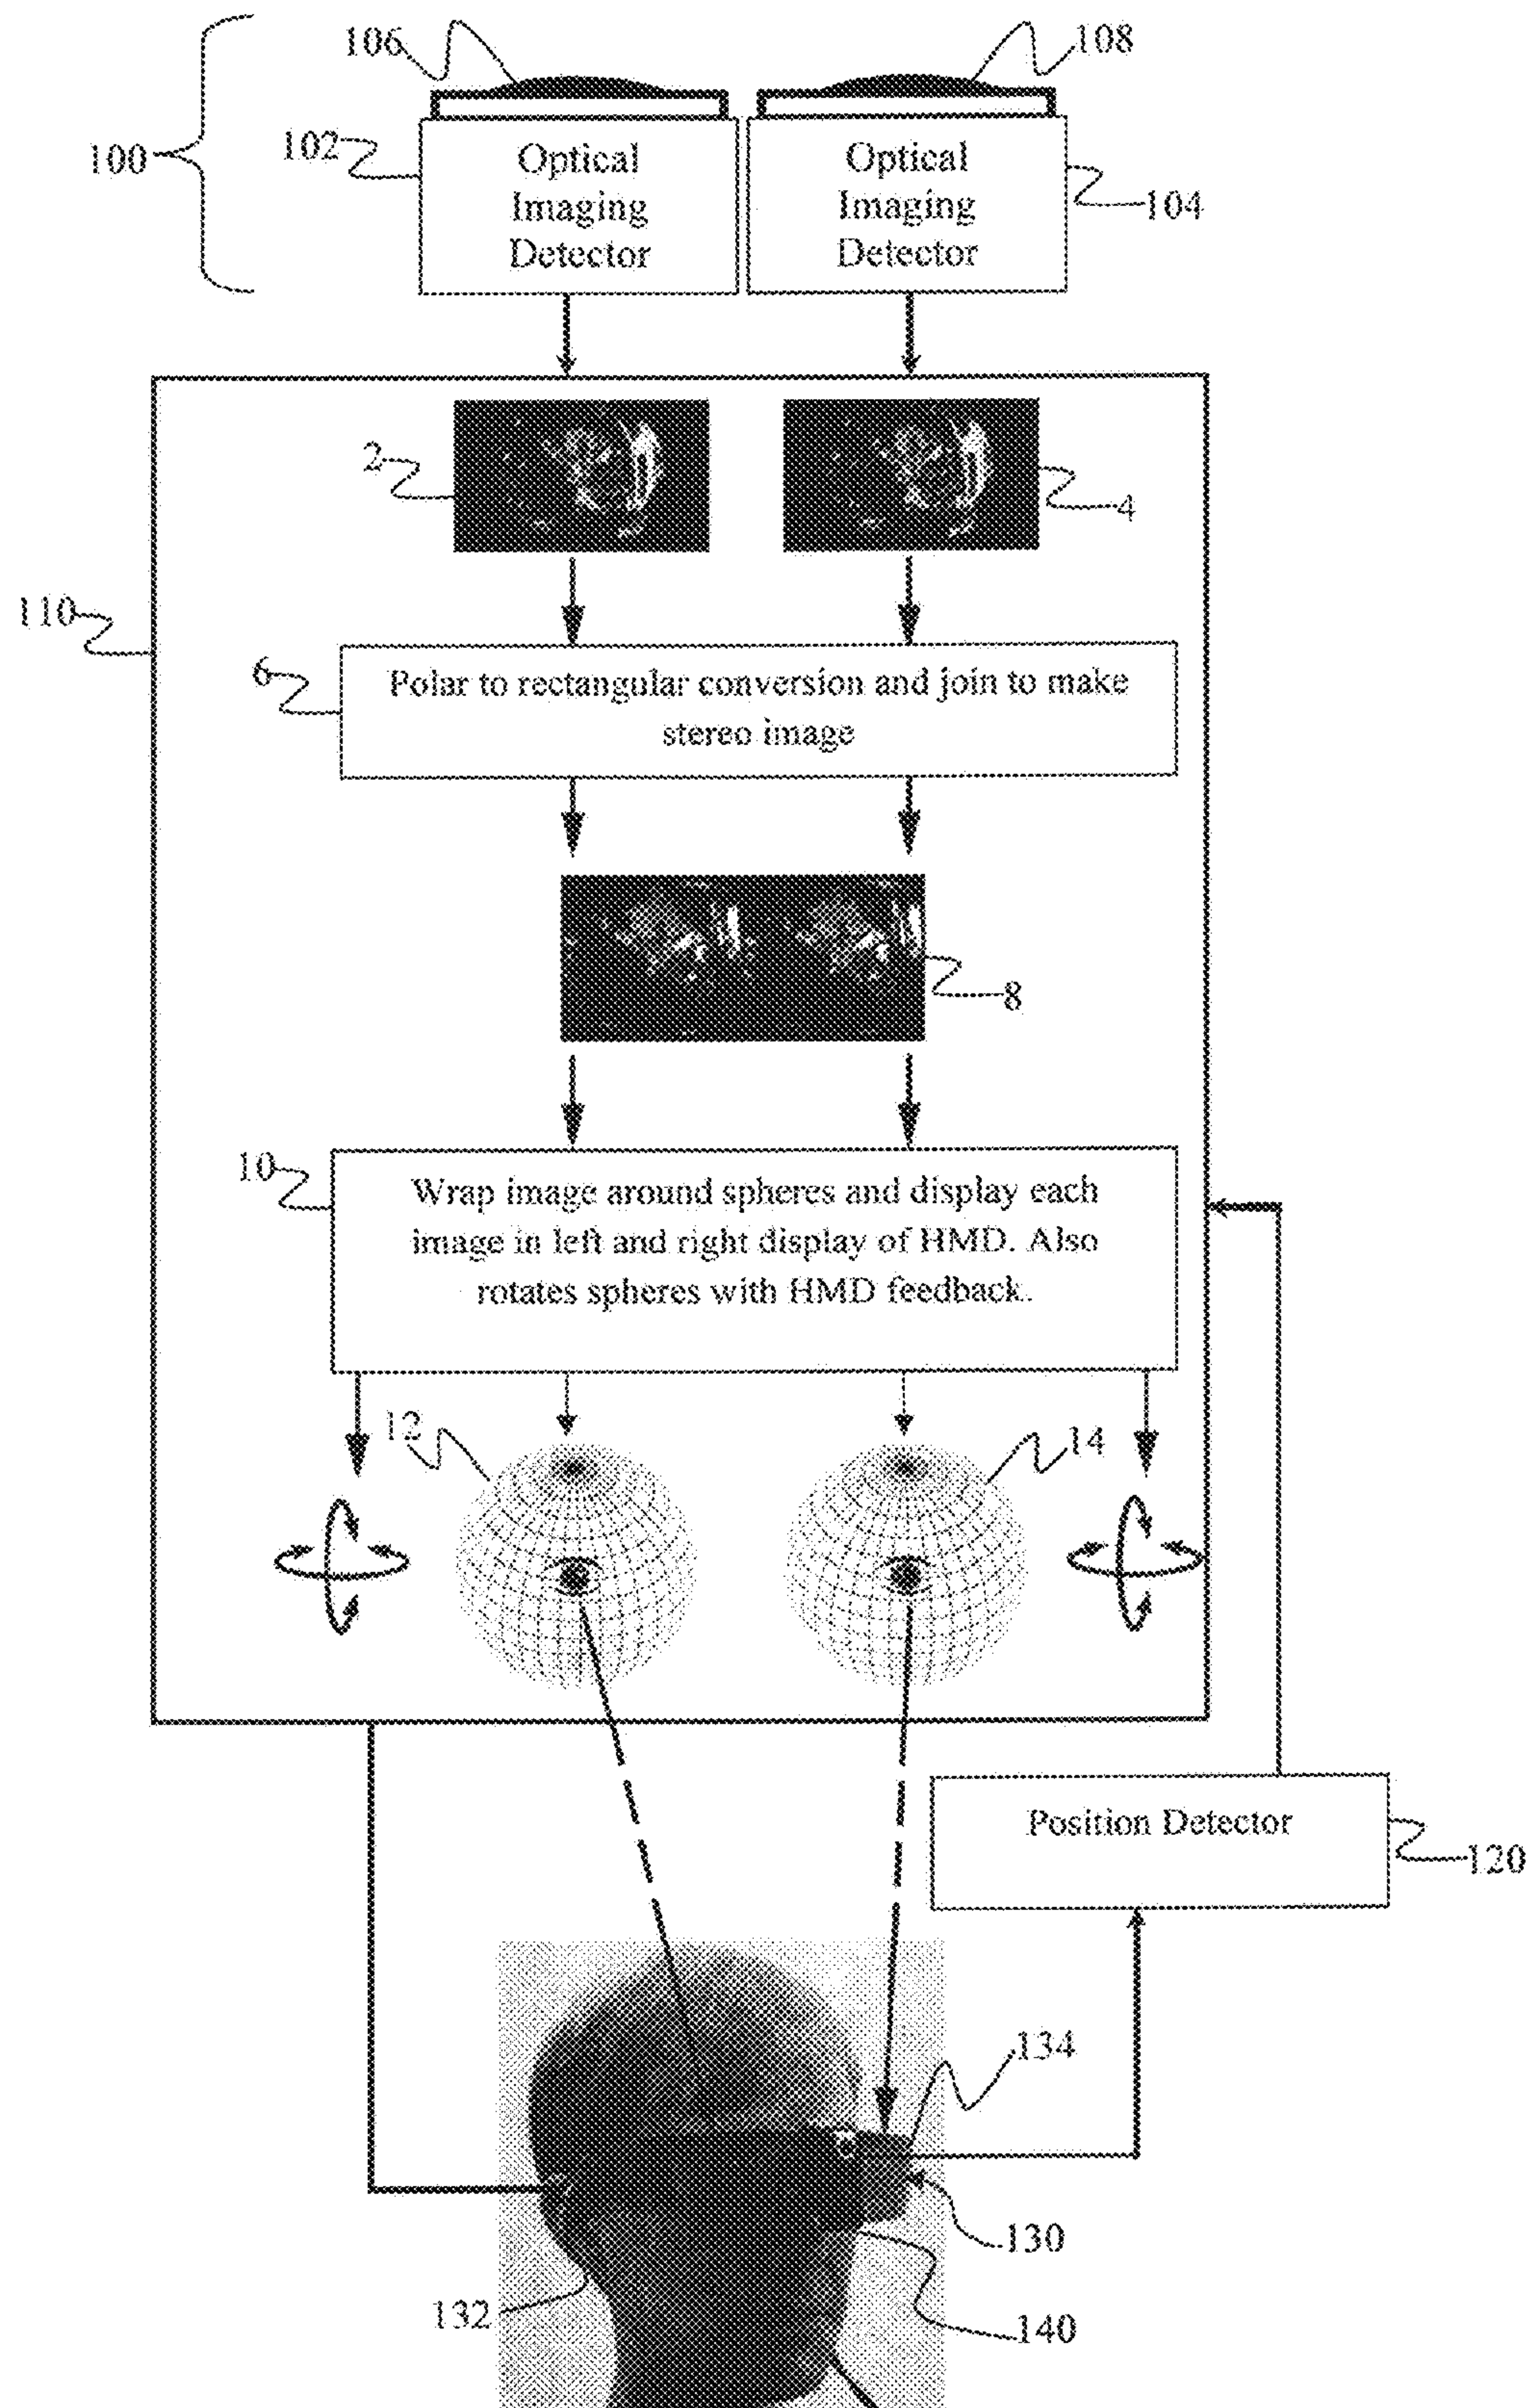 106
108
100
102
Optical
Imaging
Detector
Optical
Imaging
Detector
104
2
4
110
6
Polar to rectangular conversion and join to make
stereo image
8
10
Wrap image around spheres and display each
image in left and right display of HMD. Also
rotates spheres with HMD feedback.
12
14
Position Detector
120
134
130
132
140